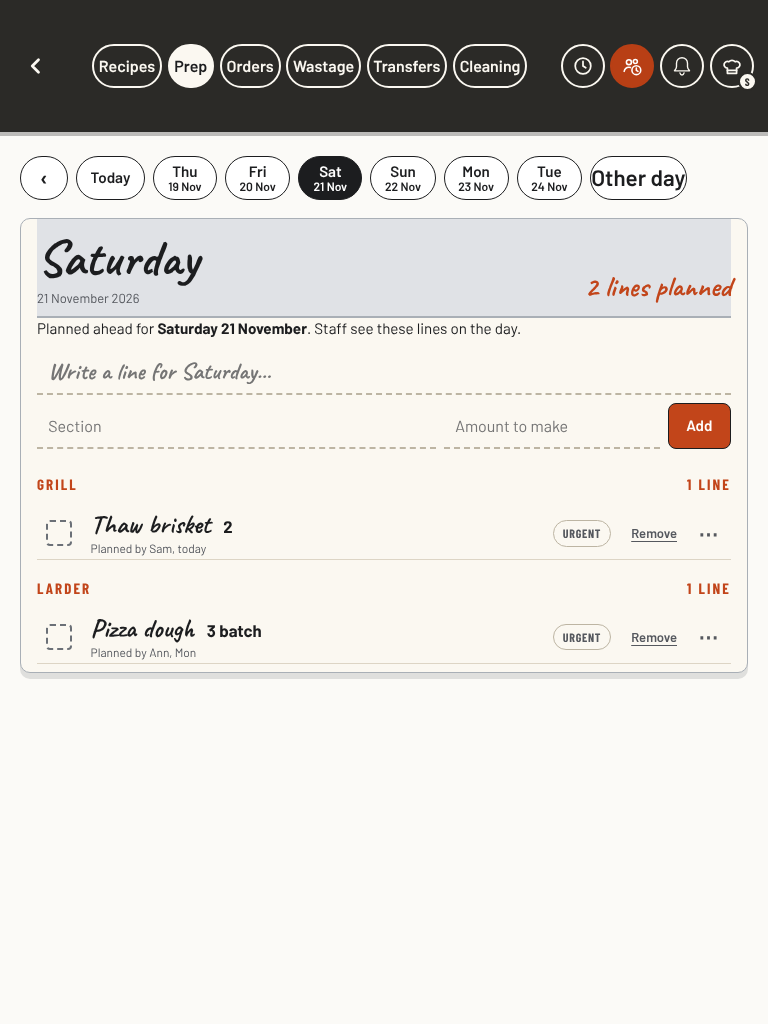 Recipes Prep Orders Wastage Transfers Cleaning
S
‹ Today Thu 19 Nov Fri 20 Nov Sat 21 Nov Sun 22 Nov Mon 23 Nov Tue 24 Nov Other day
Saturday
2 lines planned
21 November 2026
Planned ahead for Saturday 21 November. Staff see these lines on the day.
Write a line for Saturday...
Section Amount to make Add
GRILL 1 LINE
Thaw brisket 2 URGENT Remove ...
Planned by Sam, today
LARDER 1 LINE
Pizza dough 3 batch URGENT Remove ...
Planned by Ann, Mon